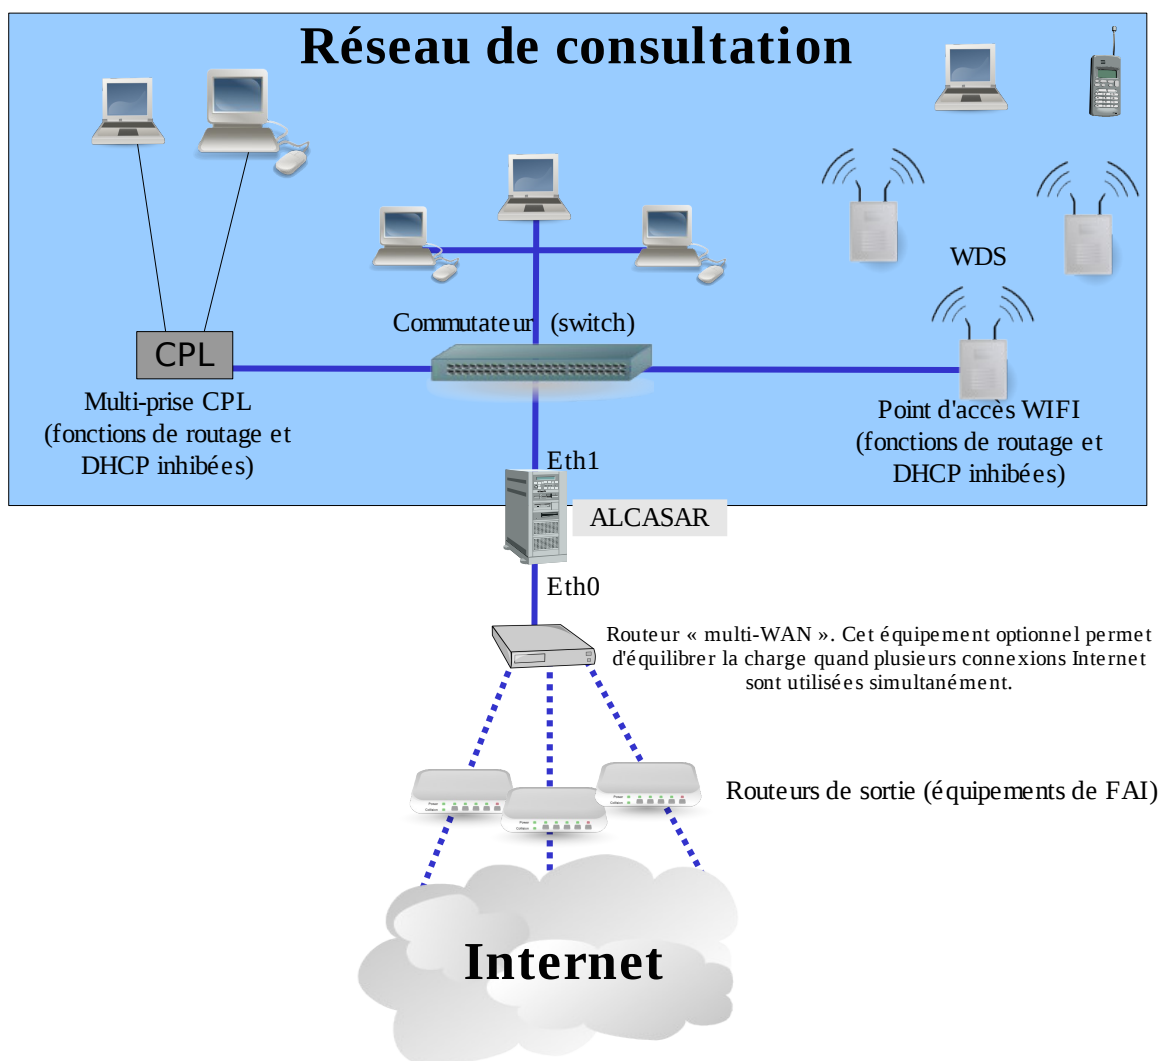 Réseau de consultation
WDS
Commutateur (switch)
CPL
Multi-prise CPL
(fonctions de routage et
DHCP inhibées)
Point d'accès WIFI
(fonctions de routage et
DHCP inhibées)
Eth1
ALCASAR
Eth0
Routeur « multi-WAN ». Cet équipement optionnel permet
d'équilibrer la charge quand plusieurs connexions Internet
sont utilisées simultanément.
Routeurs de sortie (équipements de FAI)
Internet